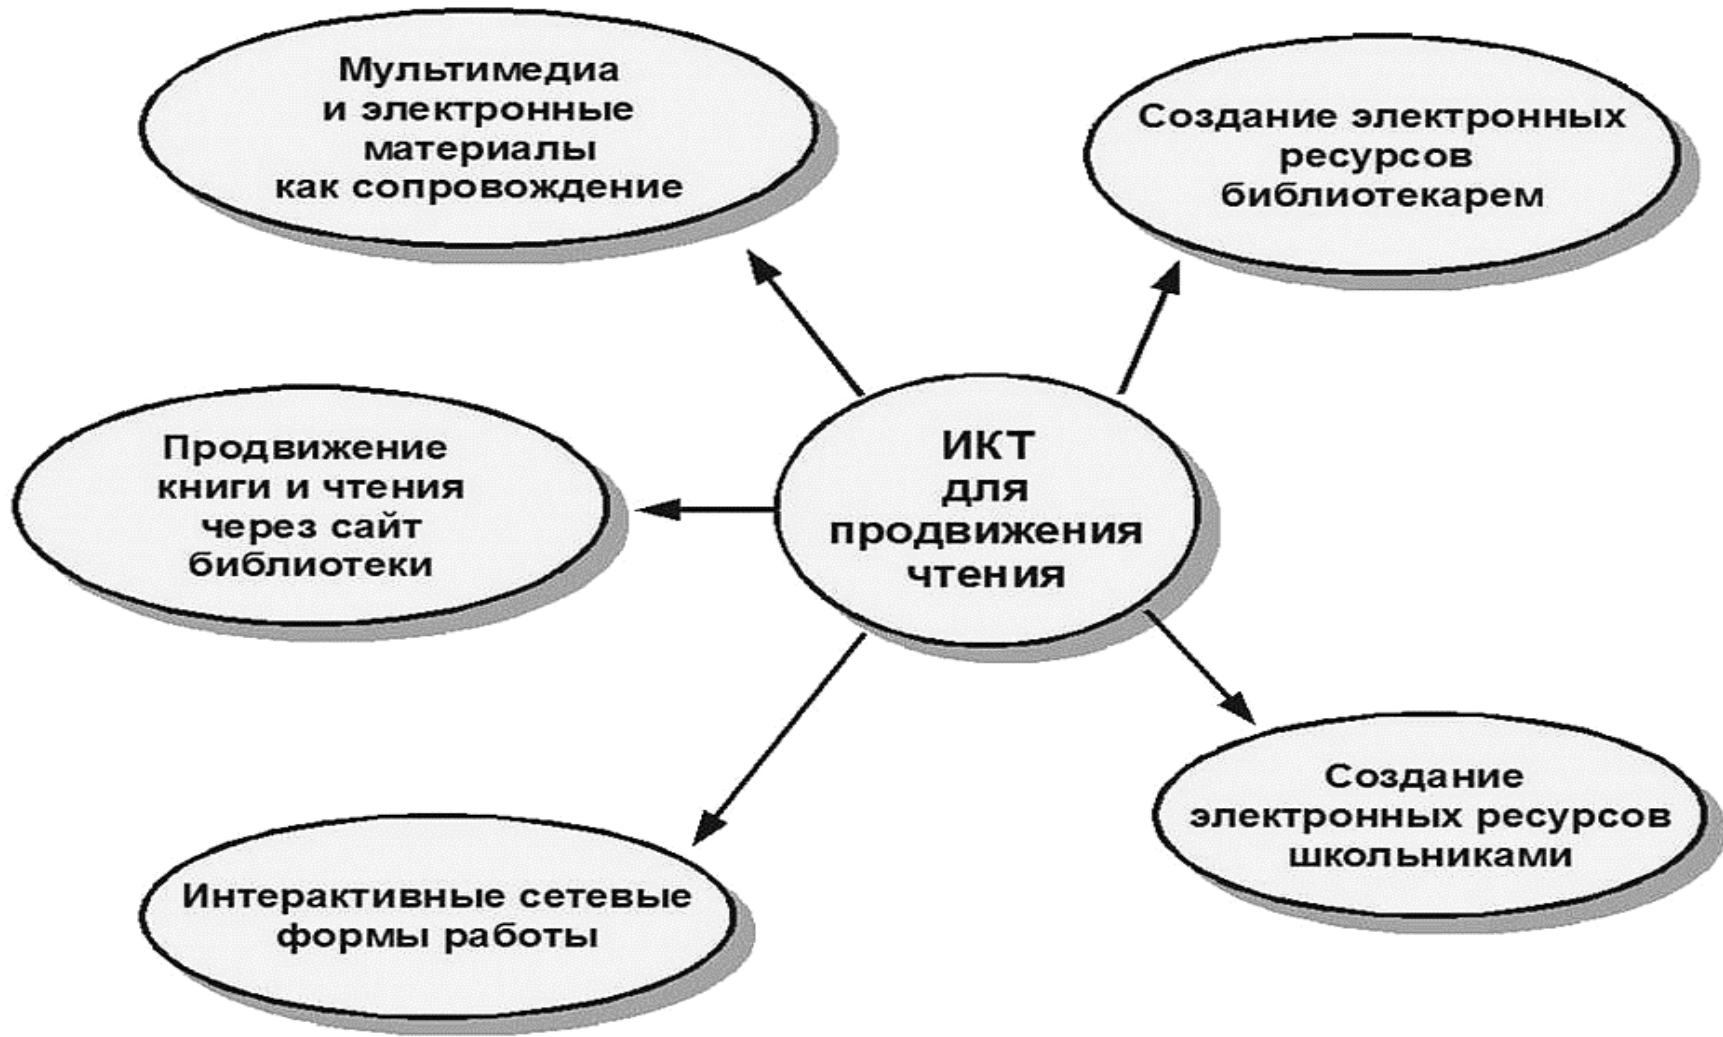 Мультимедиа
и электронные
материалы
как сопровождение
Создание электронных
ресурсов
библиотекарем
Продвижение
книги и чтения
через сайт
библиотеки
ИКТ
для
продвижения
чтения
Создание
электронных ресурсов
школьниками
Интерактивные сетевые
формы работы